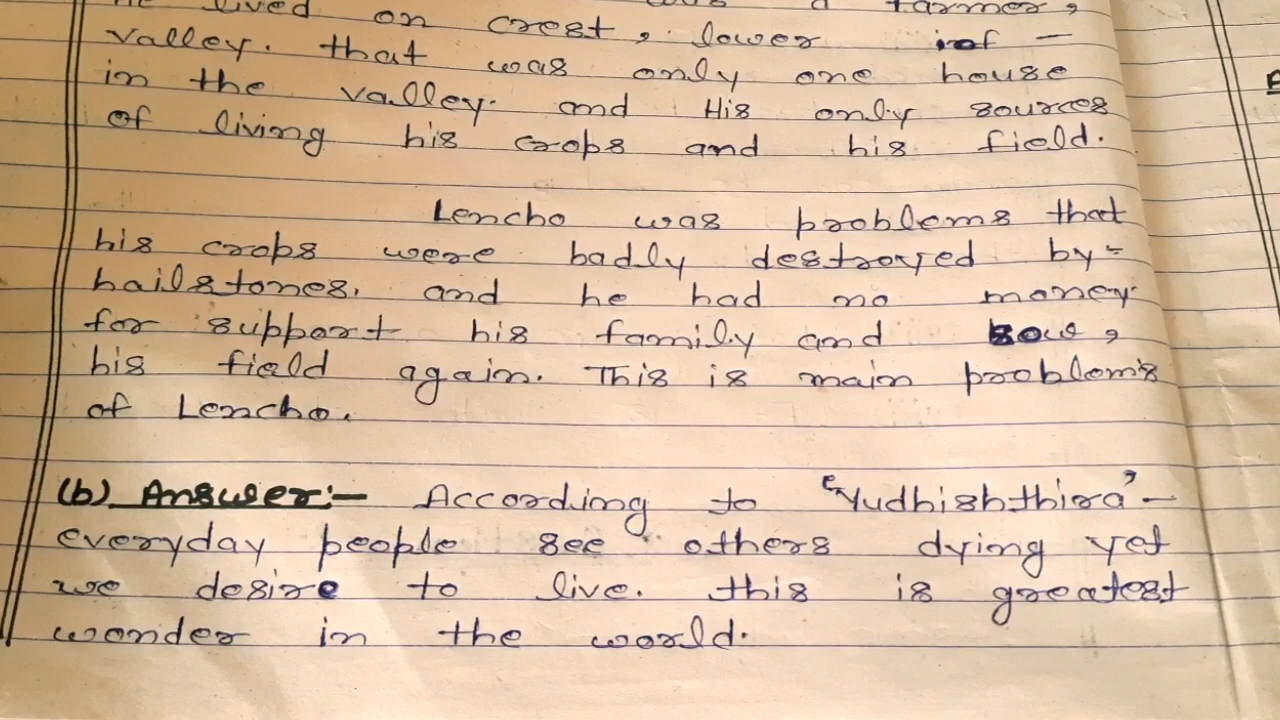 lived on crest, lower of -
valley. that was only one house
in the valley. and His only sources
of living his crops and his field.
Lencho was problems that
his crops were badly destroyed by-
hailstones. and he had no money.
for support his family and sow,
his field again. This is main problem's
of Lencho.
(b) Answer:- According to 'Yudhishthira'-
everyday people see others dying yet
we desire to live. this is greatest
wonder in the world.